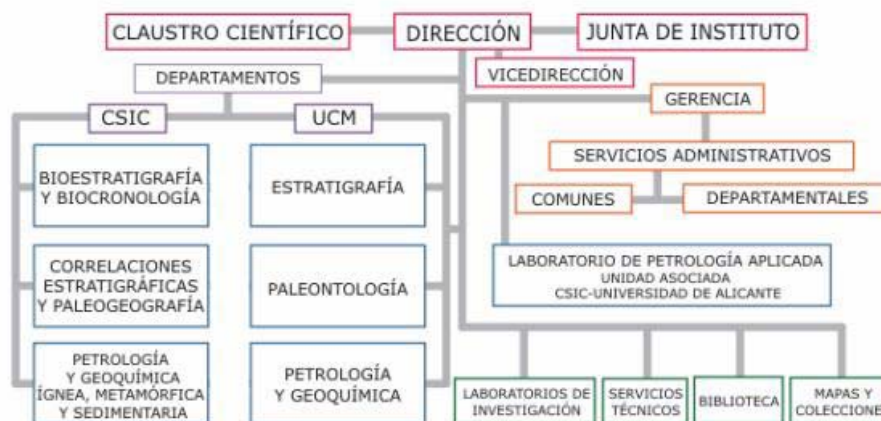 CLAUSTRO CIENTÍFICO
DIRECCIÓN
JUNTA DE INSTITUTO
DEPARTAMENTOS
VICEDIRECCIÓN
GERENCIA
CSIC
UCM
SERVICIOS ADMINISTRATIVOS
COMUNES
DEPARTAMENTALES
BIOESTRATIGRAFÍA
Y BIOCRONOLOGÍA
ESTRATIGRAFÍA
CORRELACIONES
ESTRATIGRÁFICAS
Y PALEOGEOGRAFÍA
PALEONTOLOGÍA
LABORATORIO DE PETROLOGÍA APLICADA
UNIDAD ASOCIADA
CSIC-UNIVERSIDAD DE ALICANTE
PETROLOGÍA
Y GEOQUÍMICA
ÍGNEA, METAMÓRFICA
Y SEDIMENTARIA
PETROLOGÍA
Y GEOQUÍMICA
LABORATORIOS DE
INVESTIGACIÓN
SERVICIOS
TÉCNICOS
BIBLIOTECA
MAPAS Y
COLECCIONE